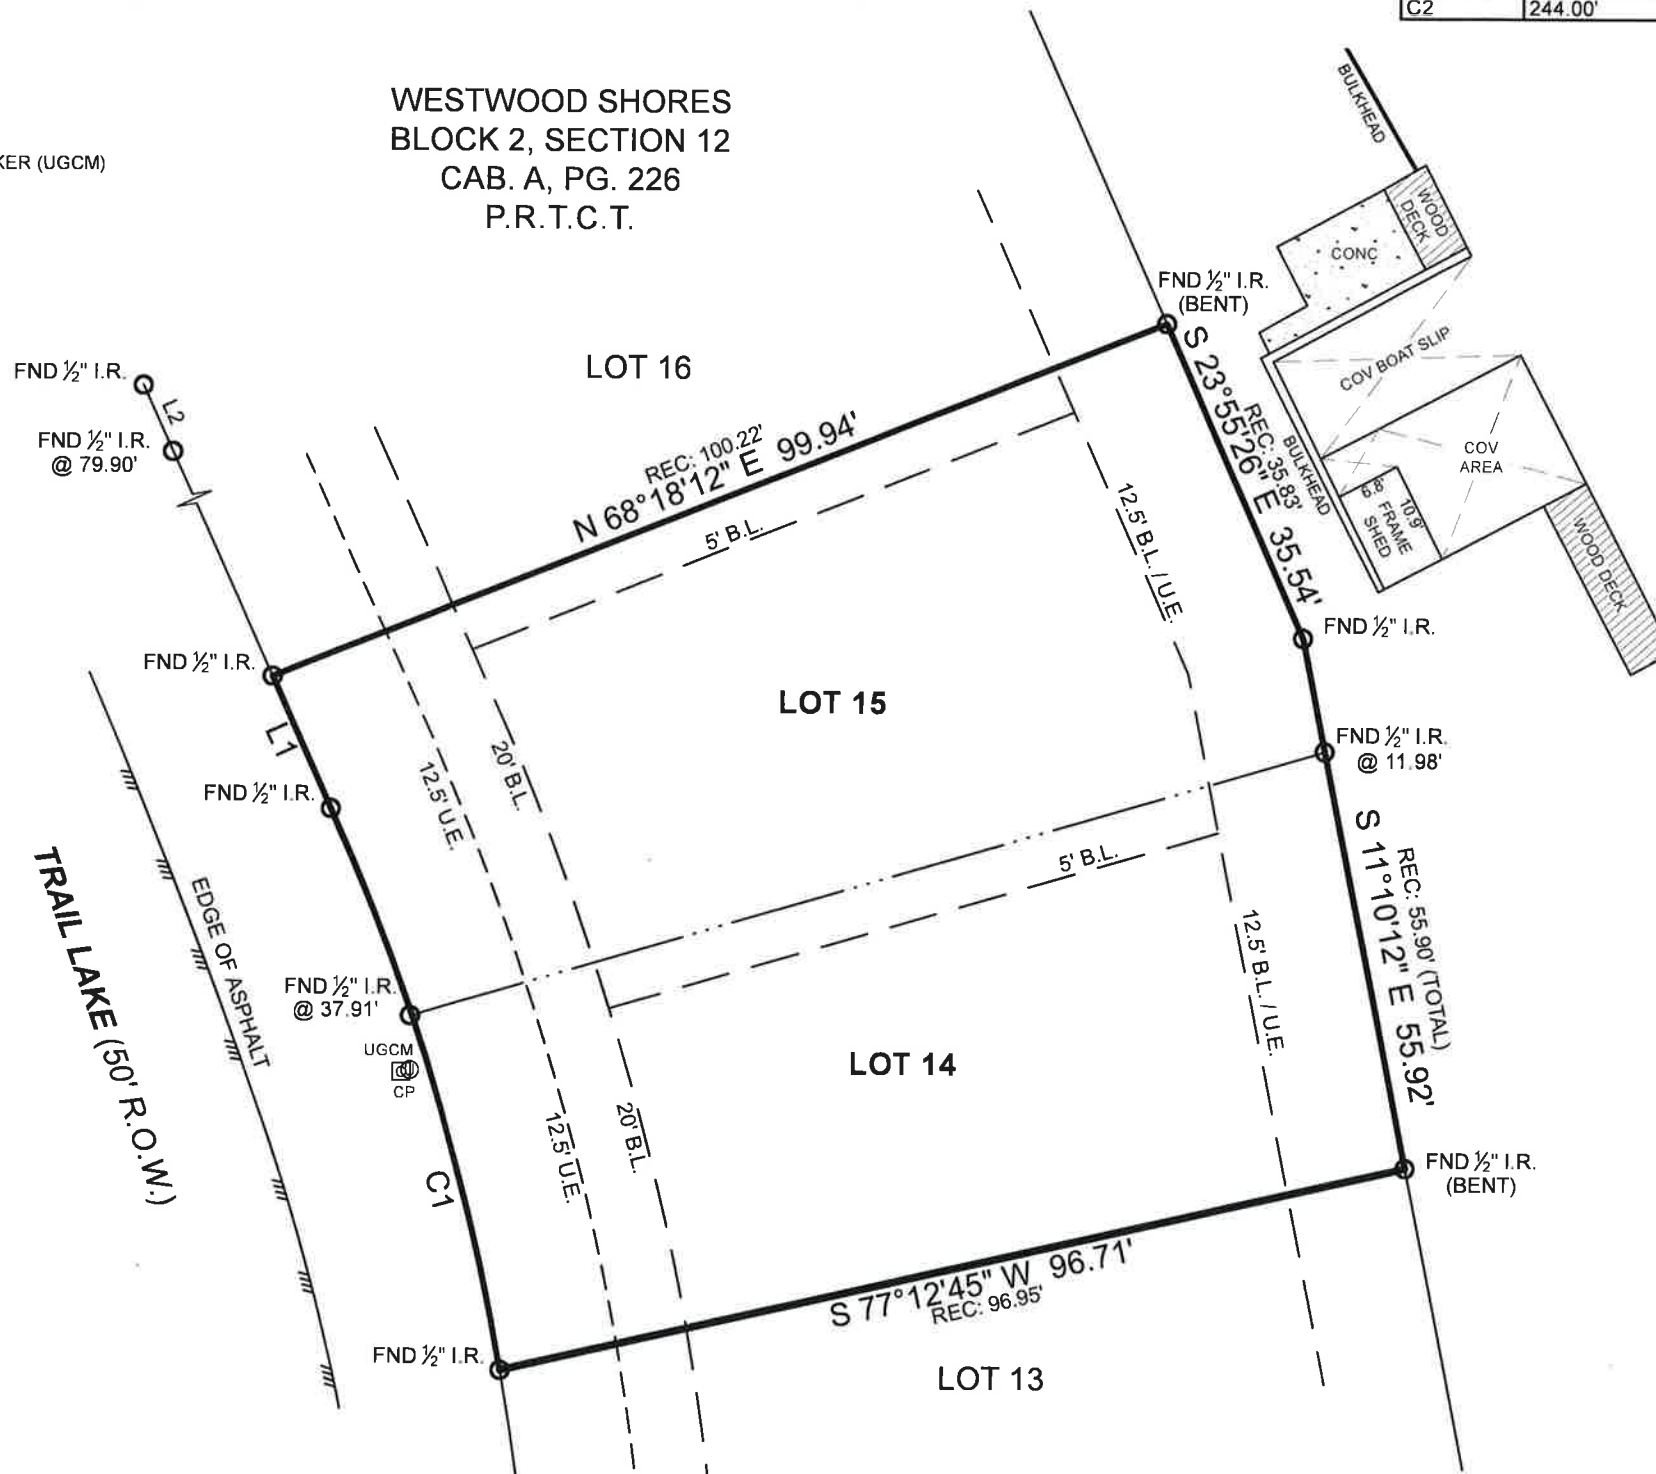 C2 244.00'
WESTWOOD SHORES
BLOCK 2, SECTION 12
CAB. A, PG. 226
P.R.T.C.T.
KER (UGCM)
BULKHEAD
WOOD
DECK
CONC
FND ½" I.R.
(BENT)
COV BOAT SLIP
LOT 16
FND ½" I.R.
L2
FND ½" I.R.
@ 79.90'
REC: 100.22'
N 68°18'12" E 99.94'
5' B.L.
S 23°55'26" E 35.54'
REC: 35.83'
BULKHEAD
COV
AREA
6.8'
10.9'
FRAME
SHED
WOOD DECK
12.5' B.L. / U.E.
FND ½" I.R.
FND ½" I.R.
LOT 15
L1
FND ½" I.R.
@ 11.98'
20' B.L.
12.5' U.E.
FND ½" I.R.
5' B.L.
S 11°10'12" E 55.92'
REC: 55.90' (TOTAL)
TRAIL LAKE (50' R.O.W.)
EDGE OF ASPHALT
12.5' B.L. / U.E.
FND ½" I.R.
@ 37.91'
UGCM
CP
LOT 14
C1
12.5' U.E.
20' B.L.
FND ½" I.R.
(BENT)
S 77°12'45" W 96.71'
REC: 96.95'
FND ½" I.R.
LOT 13